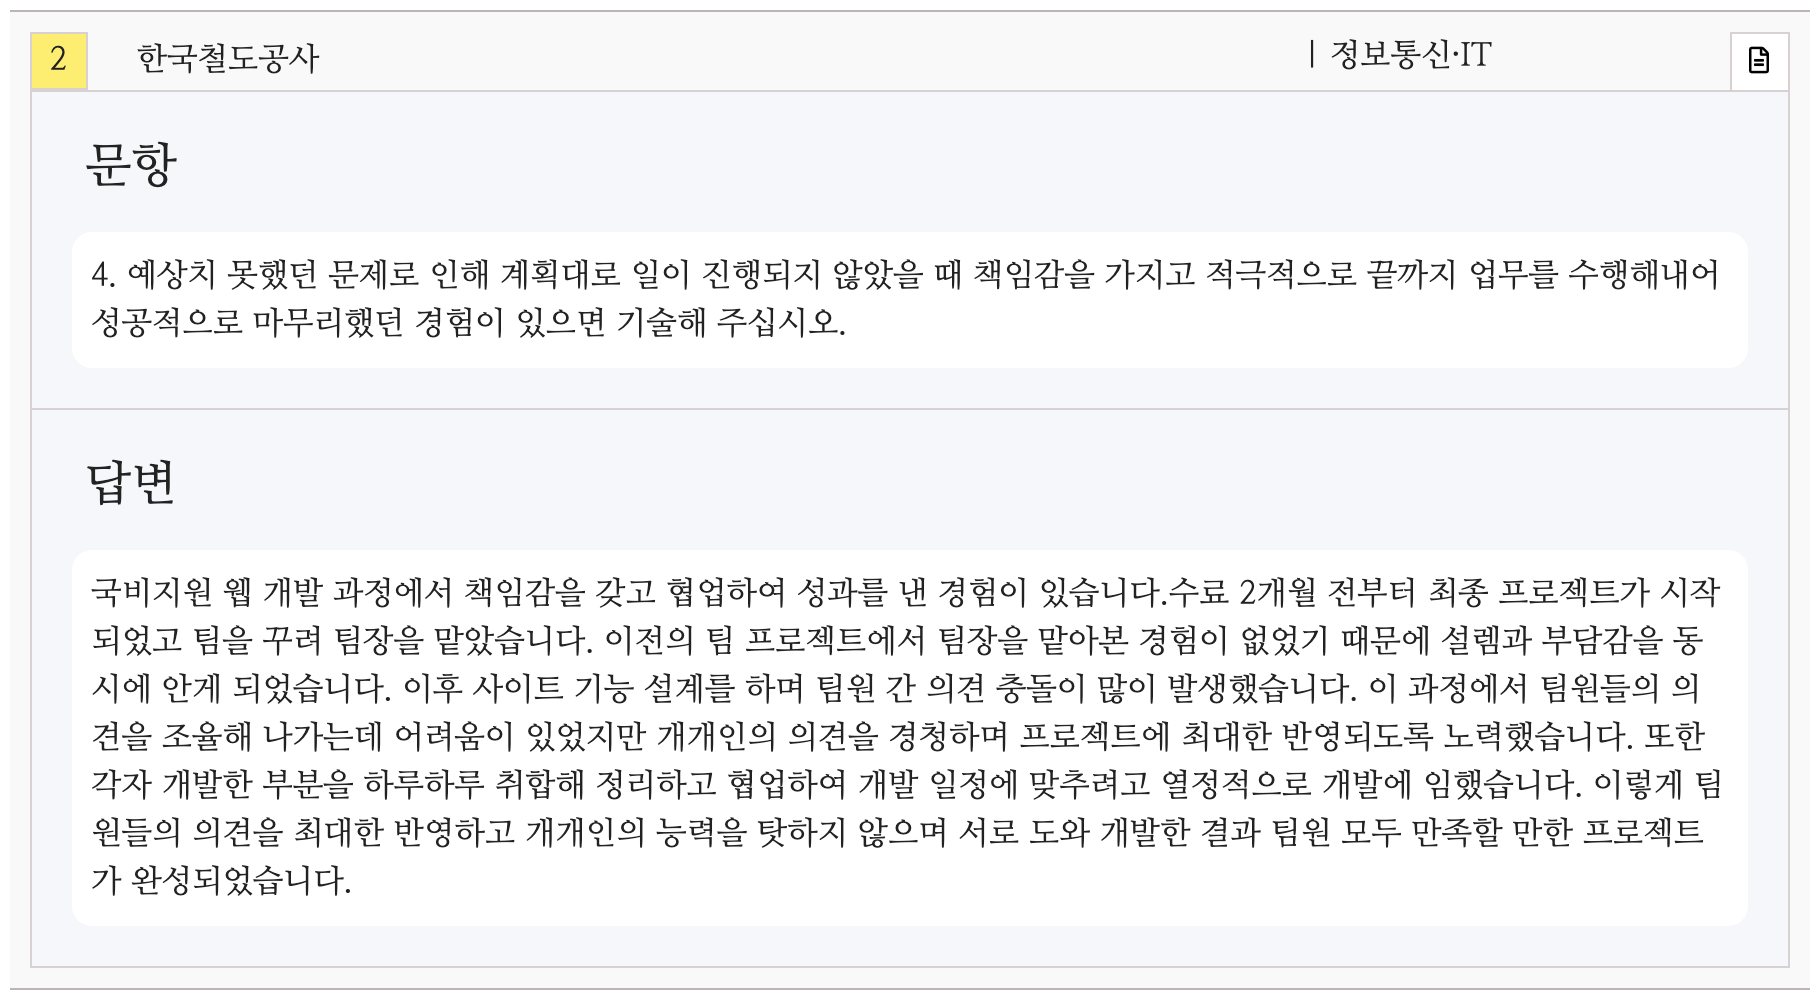 2 한국철도공사 | 정보통신·IT
문항
4. 예상치 못했던 문제로 인해 계획대로 일이 진행되지 않았을 때 책임감을 가지고 적극적으로 끝까지 업무를 수행해내어
성공적으로 마무리했던 경험이 있으면 기술해 주십시오.
답변
국비지원 웹 개발 과정에서 책임감을 갖고 협업하여 성과를 낸 경험이 있습니다.수료 2개월 전부터 최종 프로젝트가 시작
되었고 팀을 꾸려 팀장을 맡았습니다. 이전의 팀 프로젝트에서 팀장을 맡아본 경험이 없었기 때문에 설렘과 부담감을 동
시에 안게 되었습니다. 이후 사이트 기능 설계를 하며 팀원 간 의견 충돌이 많이 발생했습니다. 이 과정에서 팀원들의 의
견을 조율해 나가는데 어려움이 있었지만 개개인의 의견을 경청하며 프로젝트에 최대한 반영되도록 노력했습니다. 또한
각자 개발한 부분을 하루하루 취합해 정리하고 협업하여 개발 일정에 맞추려고 열정적으로 개발에 임했습니다. 이렇게 팀
원들의 의견을 최대한 반영하고 개개인의 능력을 탓하지 않으며 서로 도와 개발한 결과 팀원 모두 만족할 만한 프로젝트
가 완성되었습니다.